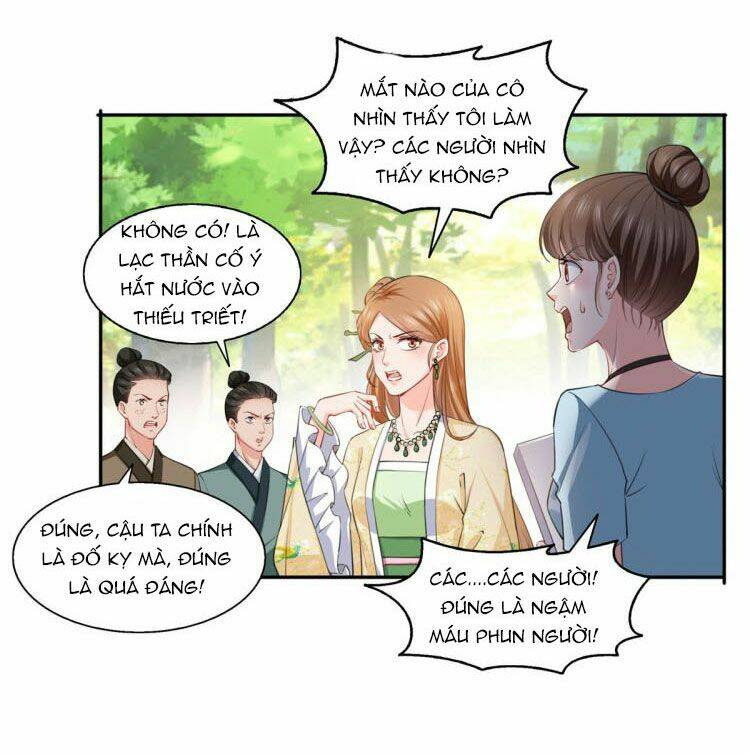 MẮT NÀO CỦA CÔ
NHÌN THẤY TÔI LÀM
VẬY? CÁC NGƯỜI NHÌN
THẤY KHÔNG?
KHÔNG CÓ! LÀ
LẠC THẦN CỐ Ý
HẮT NƯỚC VÀO
THIẾU TRIẾT!
ĐÚNG, CẬU TA CHÍNH
LÀ ĐỐ KỴ MÀ, ĐÚNG
LÀ QUÁ ĐÁNG!
CÁC....CÁC NGƯỜI!
ĐÚNG LÀ NGẬM
MÁU PHUN NGƯỜI!